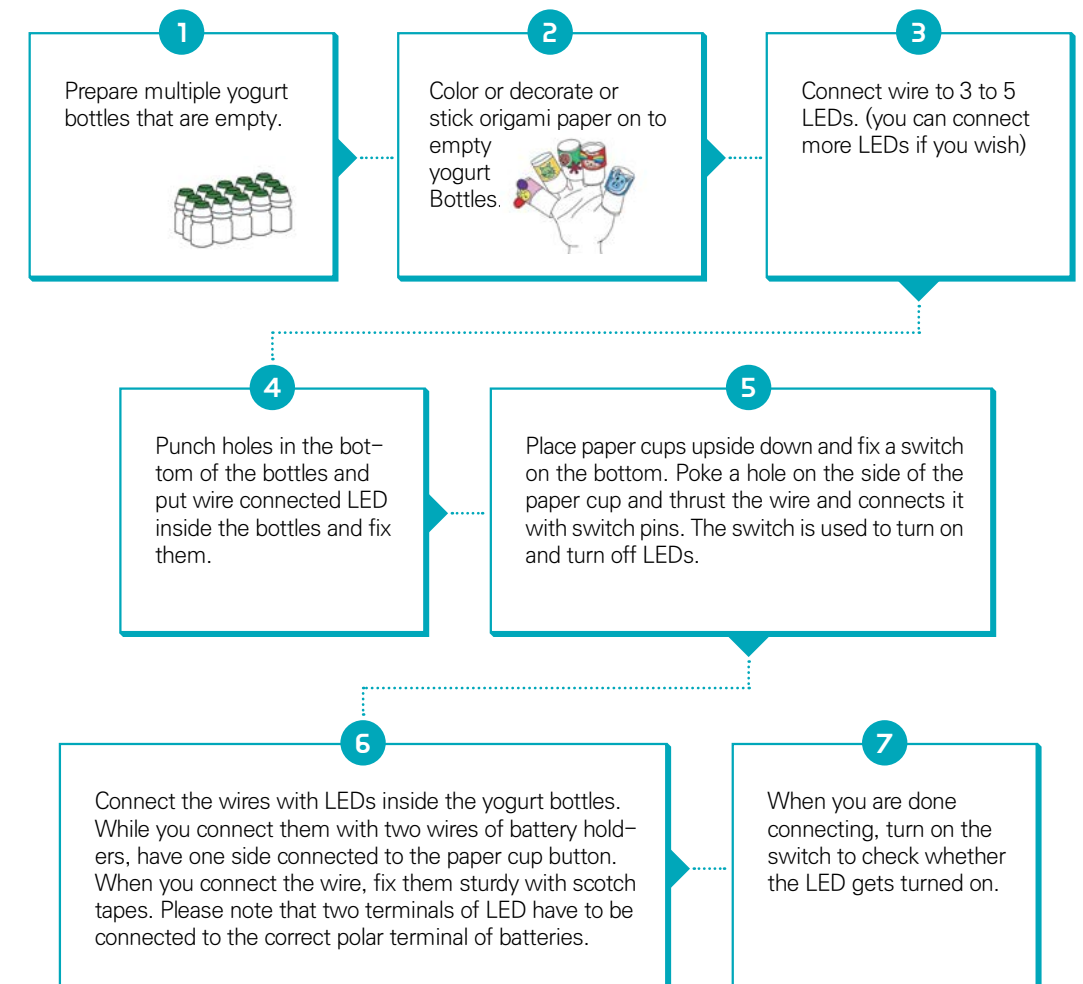 1
Prepare multiple yogurt
bottles that are empty.
2
Color or decorate or
stick origami paper on to
empty
yogurt
Bottles.
3
Connect wire to 3 to 5
LEDs. (you can connect
more LEDs if you wish)
4
Punch holes in the bot-
tom of the bottles and
put wire connected LED
inside the bottles and fix
them.
5
Place paper cups upside down and fix a switch
on the bottom. Poke a hole on the side of the
paper cup and thrust the wire and connects it
with switch pins. The switch is used to turn on
and turn off LEDs.
6
Connect the wires with LEDs inside the yogurt bottles.
While you connect them with two wires of battery hold-
ers, have one side connected to the paper cup button.
When you connect the wire, fix them sturdy with scotch
tapes. Please note that two terminals of LED have to be
connected to the correct polar terminal of batteries.
7
When you are done
connecting, turn on the
switch to check whether
the LED gets turned on.